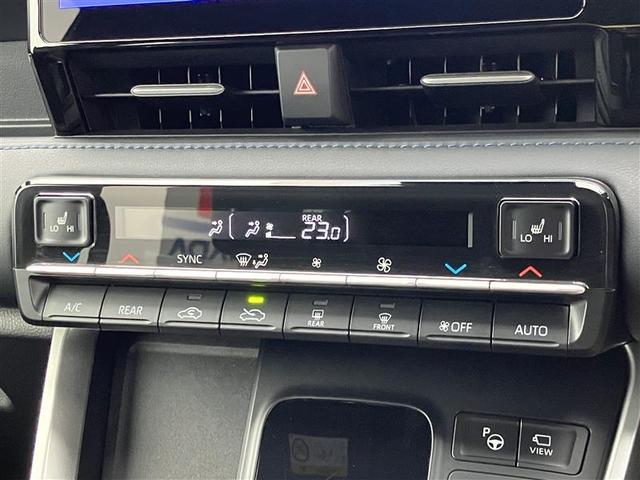 LO HI
REAR
23.0
LO HI
SYNC
A/C
REAR
REAR
FRONT
OFF
AUTO
P
VIEW